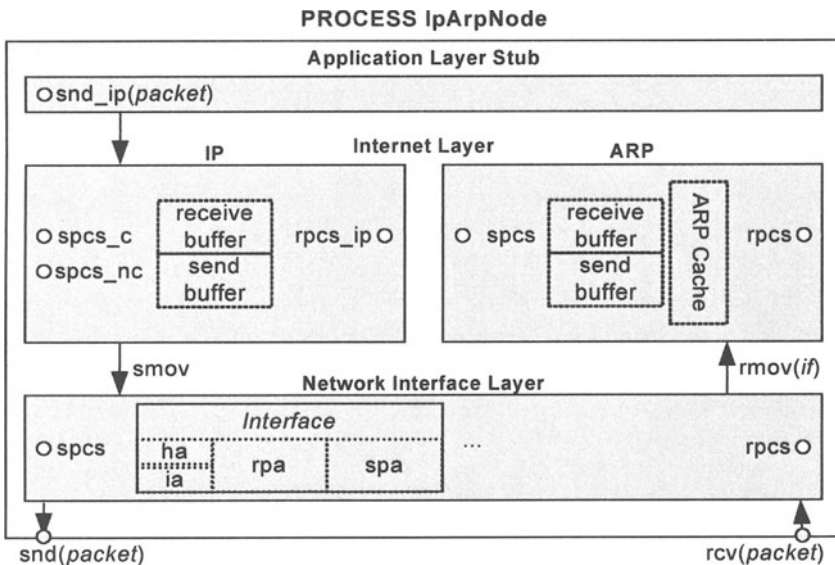 PROCESS IpArpNode
Application Layer Stub
snd_ip(packet)
Internet Layer
IP
ARP
spcs_c
spcs_nc
receive
buffer
send
buffer
rpcs_ip
spcs
receive
buffer
send
buffer
ARP Cache
rpcs
smov
rmov(if)
Network Interface Layer
spcs
Interface
ha
ia
rpa
spa
...
rpcs
snd(packet)
rcv(packet)